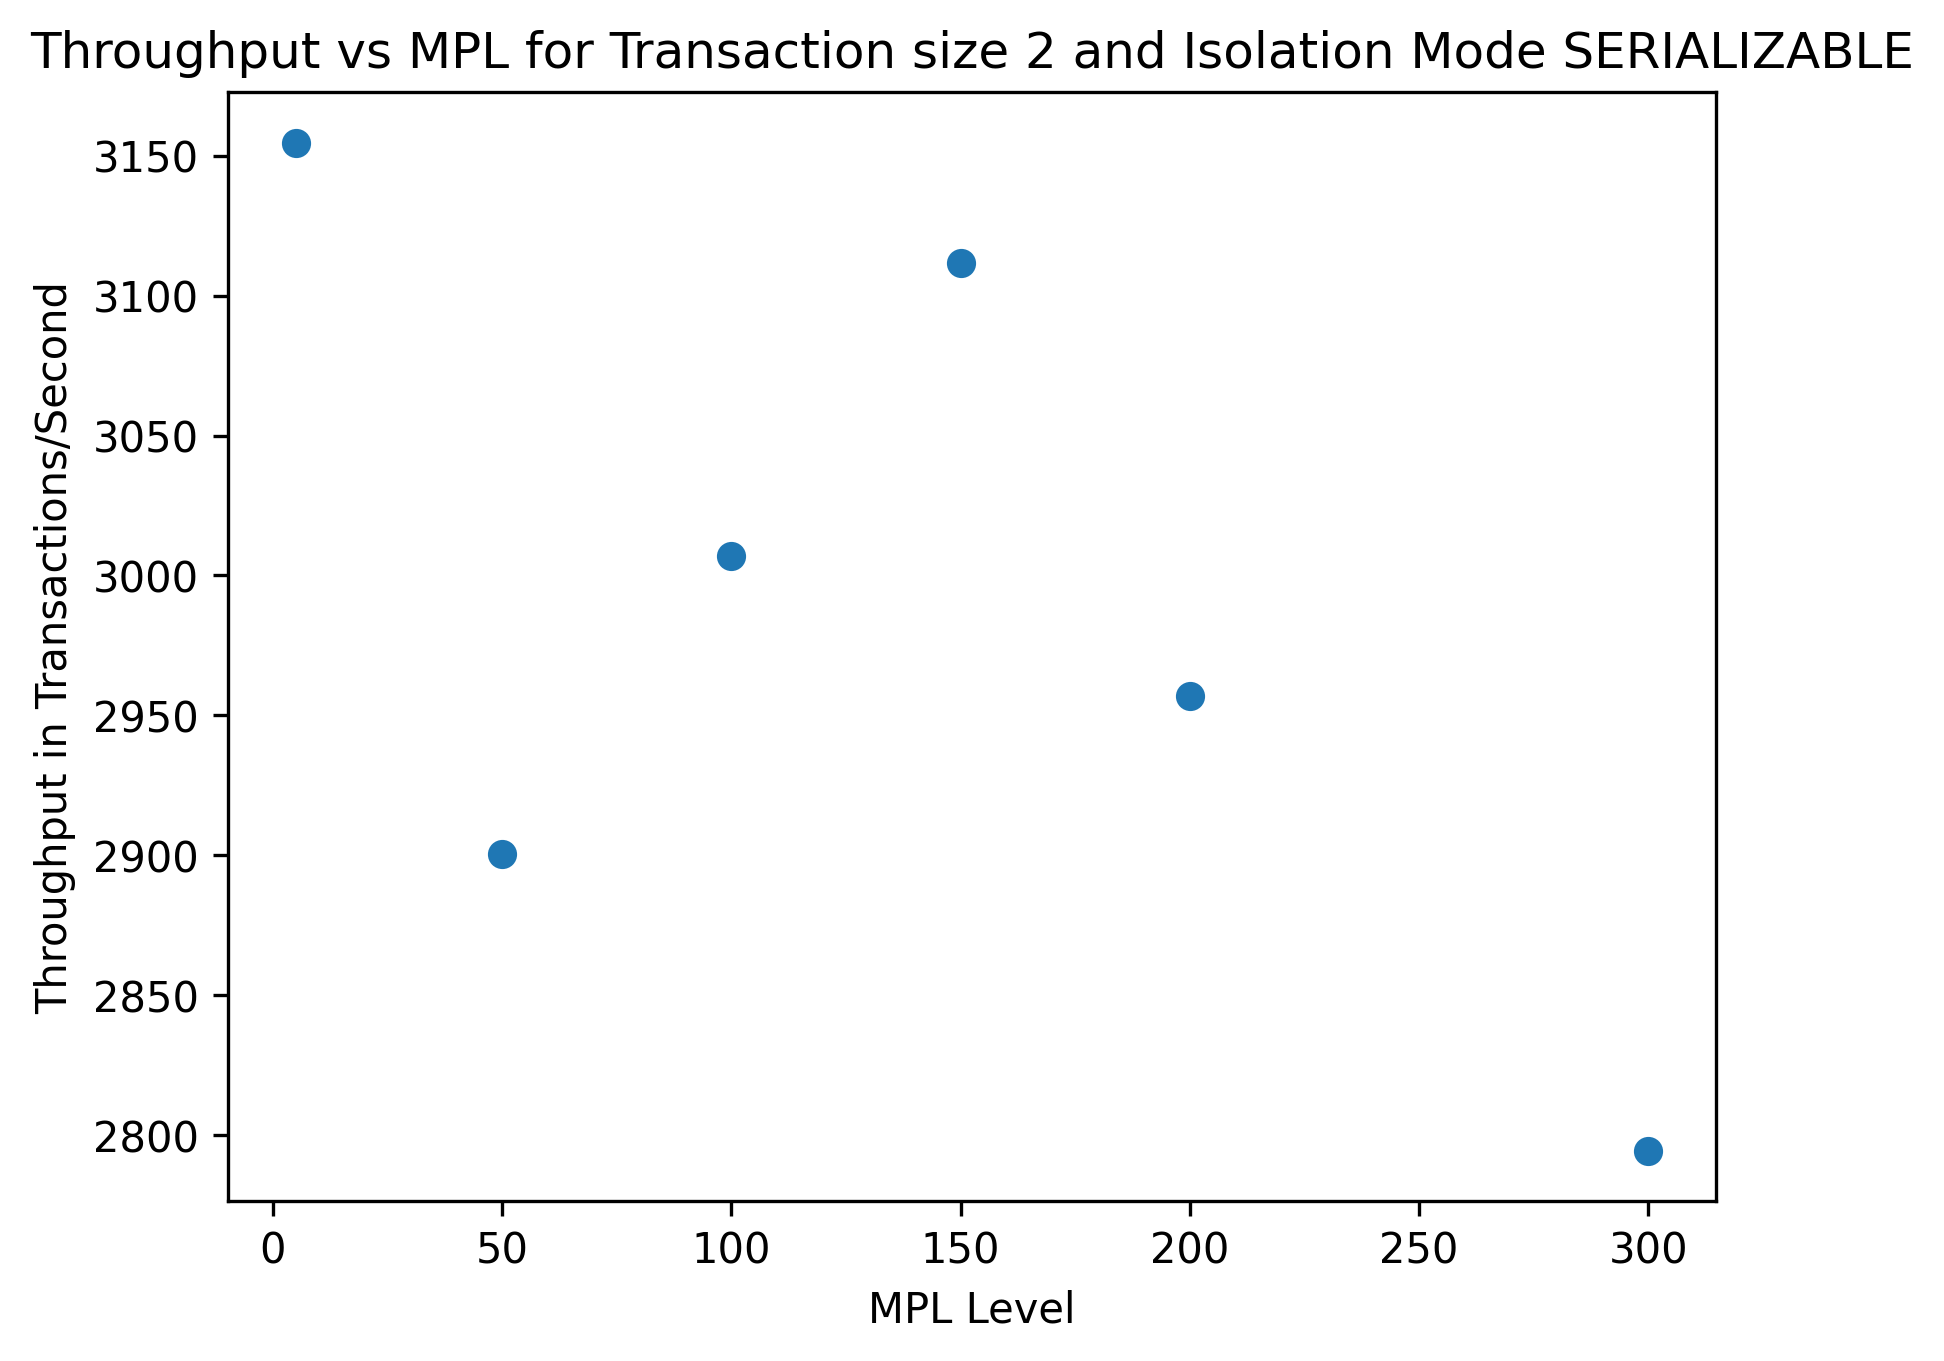 Throughput vs MPL for Transaction size 2 and Isolation Mode SERIALIZABLE
Throughput in Transactions/Second
3150
3100
3050
3000
2950
2900
2850
2800
0 50 100 150 200 250 300
MPL Level